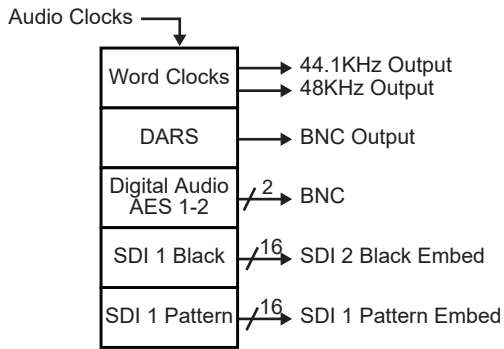 Audio Clocks
Word Clocks
44.1KHz Output
48KHz Output
DARS
BNC Output
Digital Audio
AES 1-2
2
BNC
SDI 1 Black
16
SDI 2 Black Embed
SDI 1 Pattern
16
SDI 1 Pattern Embed